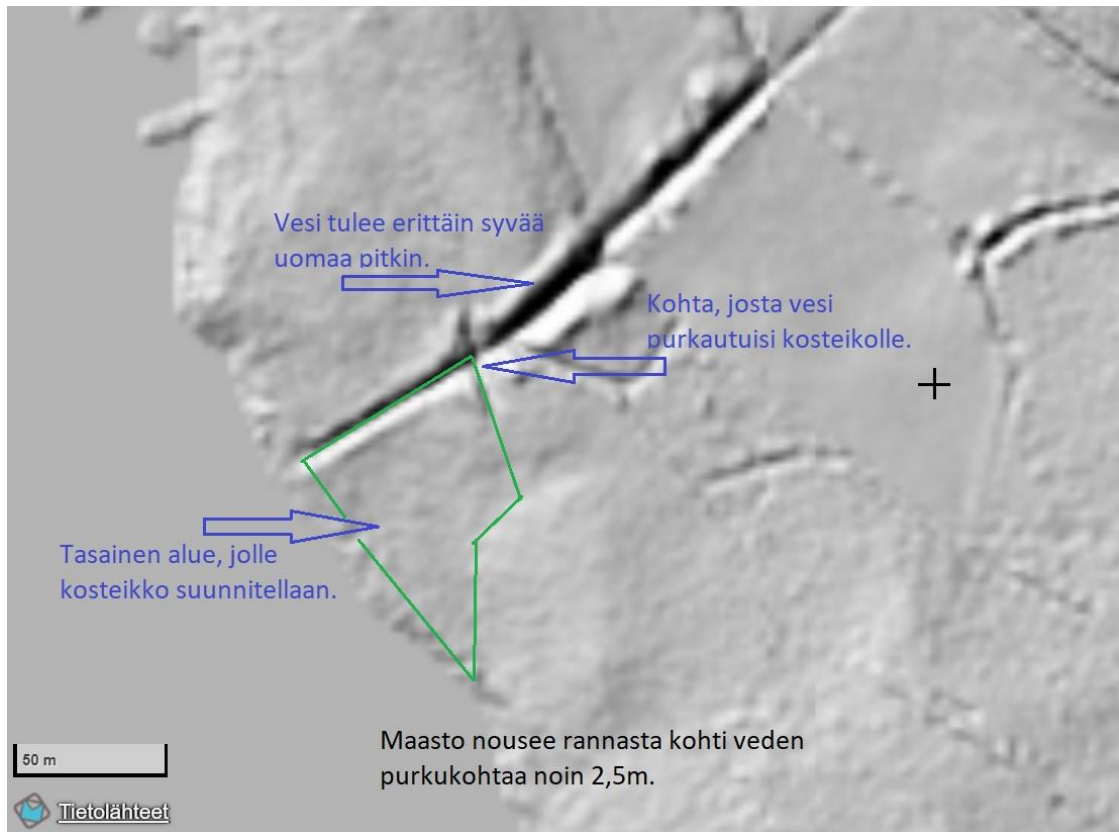 Vesi tulee erittäin syvää
uomaa pitkin.
Kohta, josta vesi
purkautuisi kosteikolle.
Tasainen alue, jolle
kosteikko suunnitellaan.
Maasto nousee rannasta kohti veden
purkukohtaa noin 2,5m.
50 m
Tietolähteet